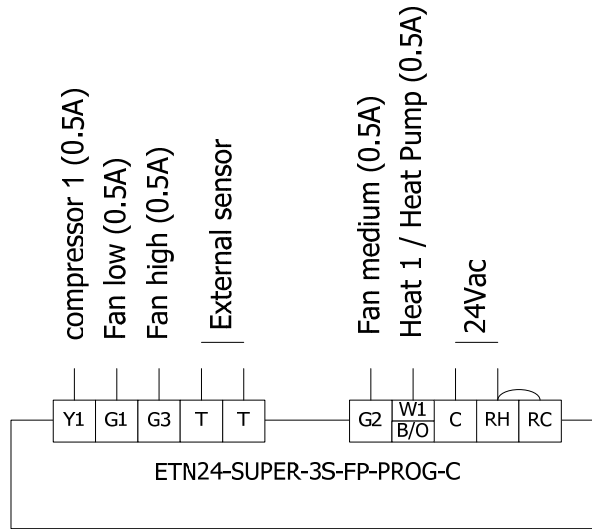 compressor 1 (0.5A)
Fan low (0.5A)
Fan high (0.5A)
External sensor
Fan medium (0.5A)
Heat 1 / Heat Pump (0.5A)
24Vac
Y1 G1 G3 T T G2 W1 B/O C RH RC
ETN24-SUPER-3S-FP-PROG-C